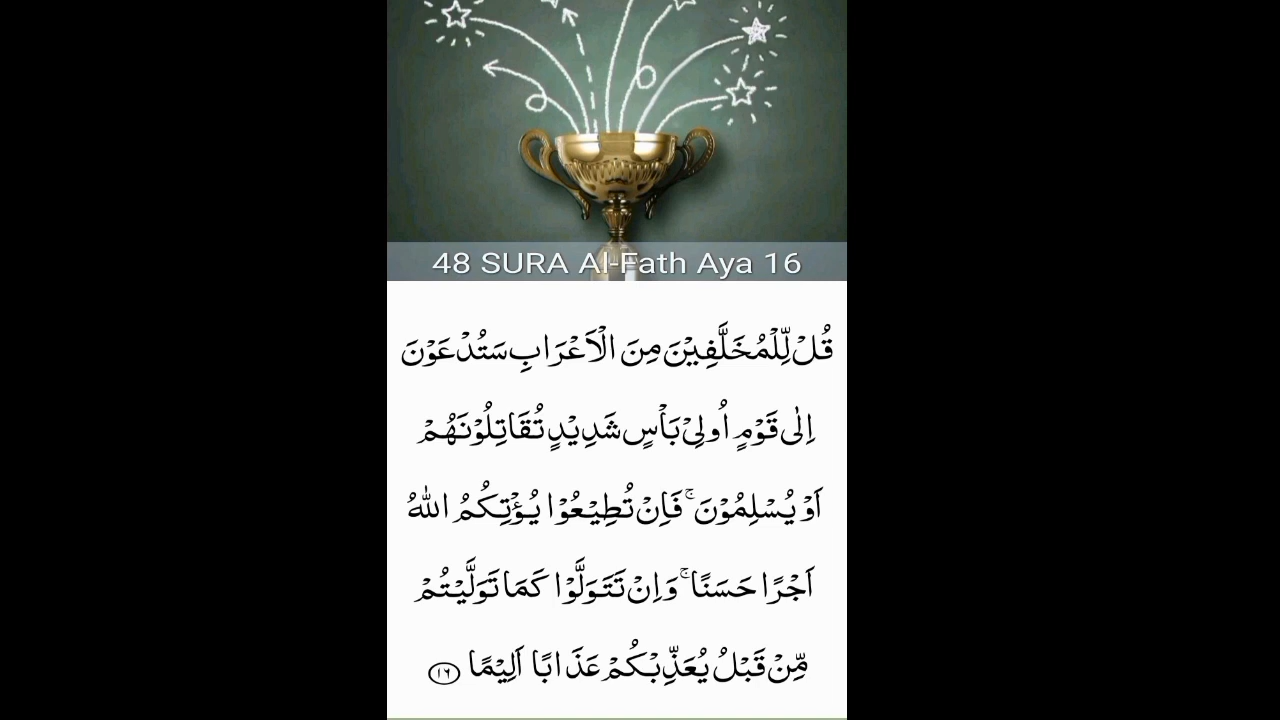 48 SURA Al-Fath Aya 16
قُلْ لِّلْمُخَلَّفِيْنَ مِنَ الْاَعْرَابِ سَتُدْعَوْنَ
اِلٰى قَوْمٍ اُولِيْ بَاْسٍ شَدِيْدٍ تُقَاتِلُوْنَهُمْ
اَوْ يُسْلِمُوْنَ ۚ فَاِنْ تُطِيْعُوْا يُؤْتِكُمُ اللّٰهُ
اَجْرًا حَسَنًا ۚ وَاِنْ تَتَوَلَّوْا كَمَا تَوَلَّيْتُمْ
مِّنْ قَبْلُ يُعَذِّبْكُمْ عَذَابًا اَلِيْمًا ۝١٦